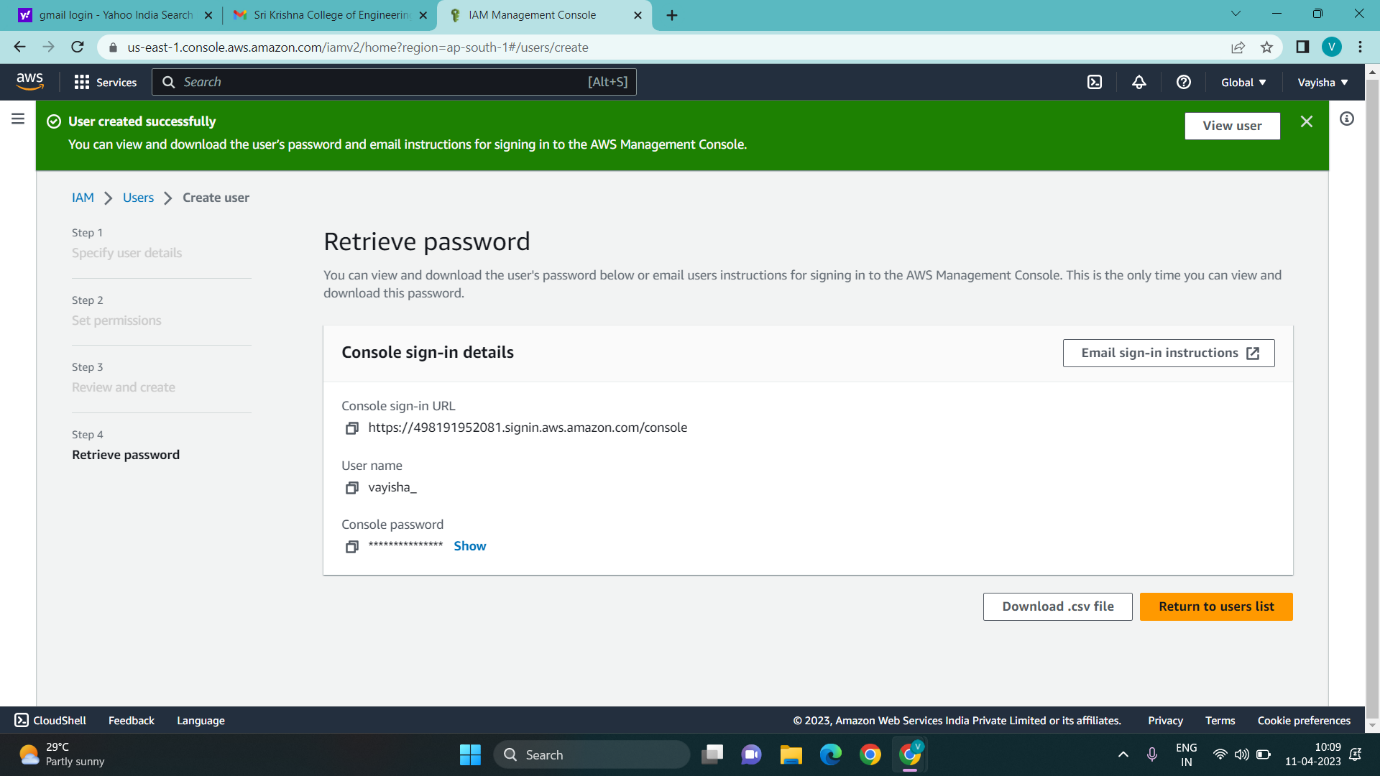 gmail login - Yahoo India Search
Sri Krishna College of Engineerin
IAM Management Console
us-east-1.console.aws.amazon.com/iamv2/home?region=ap-south-1#/users/create
V
aws
Services
Search
[Alt+S]
Global
Vayisha
User created successfully
You can view and download the user's password and email instructions for signing in to the AWS Management Console.
View user
IAM
Users
Create user
Step 1
Specify user details
Step 2
Set permissions
Step 3
Review and create
Step 4
Retrieve password
Retrieve password
You can view and download the user's password below or email users instructions for signing in to the AWS Management Console. This is the only time you can view and
download this password.
Console sign-in details
Email sign-in instructions
Console sign-in URL
https://498191952081.signin.aws.amazon.com/console
User name
vayisha_
Console password
***************
Show
Download .csv file
Return to users list
CloudShell
Feedback
Language
© 2023, Amazon Web Services India Private Limited or its affiliates.
Privacy
Terms
Cookie preferences
29°C
Partly sunny
Search
V
ENG
IN
10:09
11-04-2023